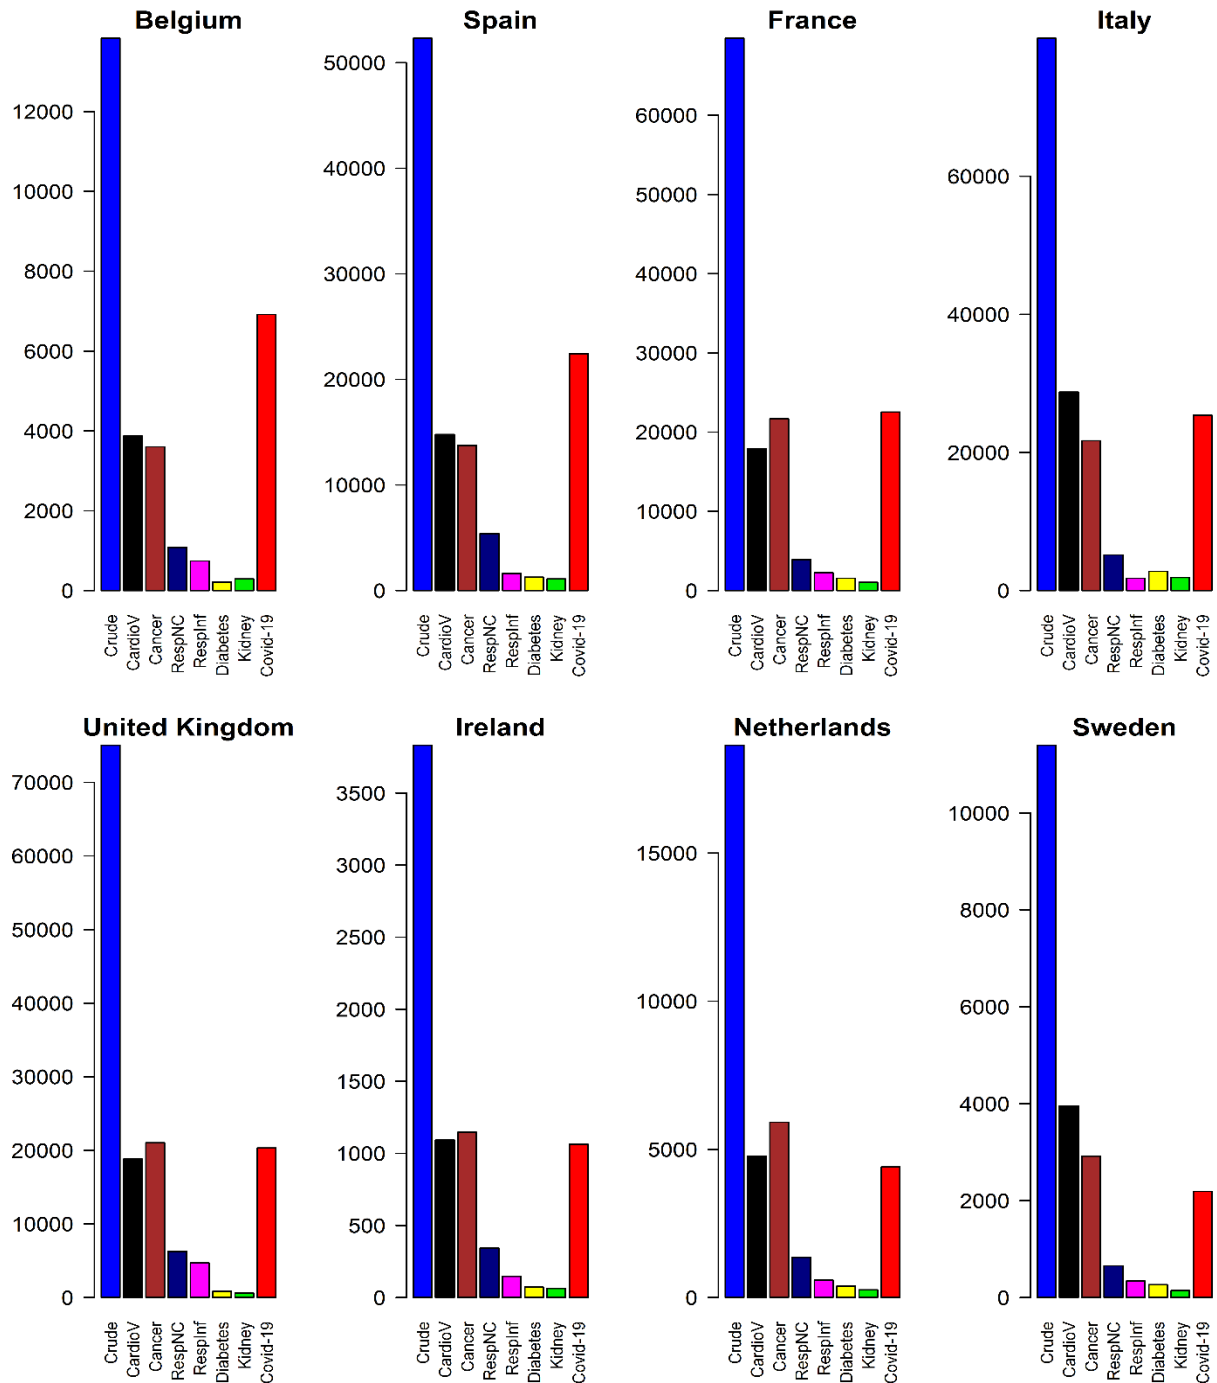 Belgium
12000
10000
8000
6000
4000
2000
0
Crude
CardioV
Cancer
RespNC
RespInf
Diabetes
Kidney
Covid-19
Spain
50000
40000
30000
20000
10000
0
Crude
CardioV
Cancer
RespNC
RespInf
Diabetes
Kidney
Covid-19
France
60000
50000
40000
30000
20000
10000
0
Crude
CardioV
Cancer
RespNC
RespInf
Diabetes
Kidney
Covid-19
Italy
60000
40000
20000
0
Crude
CardioV
Cancer
RespNC
RespInf
Diabetes
Kidney
Covid-19
United Kingdom
70000
60000
50000
40000
30000
20000
10000
0
Crude
CardioV
Cancer
RespNC
RespInf
Diabetes
Kidney
Covid-19
Ireland
3500
3000
2500
2000
1500
1000
500
0
Crude
CardioV
Cancer
RespNC
RespInf
Diabetes
Kidney
Covid-19
Netherlands
15000
10000
5000
0
Crude
CardioV
Cancer
RespNC
RespInf
Diabetes
Kidney
Covid-19
Sweden
10000
8000
6000
4000
2000
0
Crude
CardioV
Cancer
RespNC
RespInf
Diabetes
Kidney
Covid-19